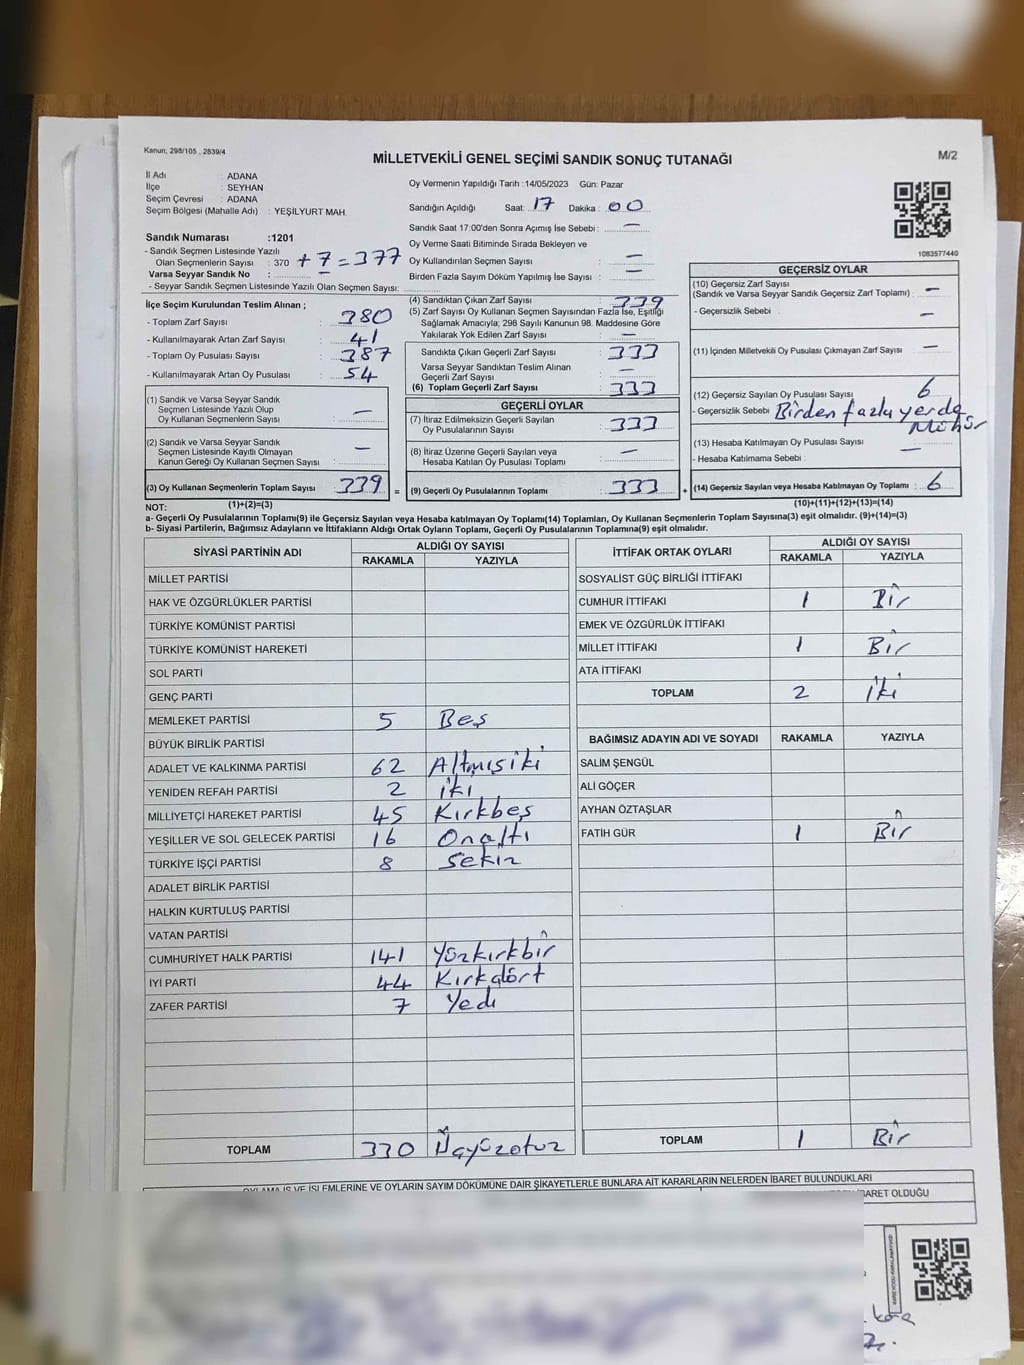 Kanun, 298/105 , 2839/4
MİLLETVEKİLİ GENEL SEÇİMİ SANDIK SONUÇ TUTANAĞI
M/2
İl Adı : ADANA
İlçe : SEYHAN
Seçim Çevresi : ADANA
Seçim Bölgesi (Mahalle Adı) : YEŞİLYURT MAH.
Oy Vermenin Yapıldığı Tarih :14/05/2023 Gün: Pazar
Sandığın Açıldığı Saat: 17 Dakika : 00
Sandık Saat 17.00'den Sonra Açımış İse Sebebi : —
Oy Verme Saati Bitiminde Sırada Bekleyen ve
Oy Kullandırılan Seçmen Sayısı : —
Birden Fazla Sayım Döküm Yapılmış İse Sayısı : —
1083577440
Sandık Numarası :1201
- Sandık Seçmen Listesinde Yazılı
Olan Seçmenlerin Sayısı : 370 + 7 = 377
Varsa Seyyar Sandık No : —
- Seyyar Sandık Seçmen Listesinde Yazılı Olan Seçmen Sayısı:
İlçe Seçim Kurulundan Teslim Alınan ;
- Toplam Zarf Sayısı : 380
- Kullanılmayarak Artan Zarf Sayısı : 41
- Toplam Oy Pusulası Sayısı : 387
- Kullanılmayarak Artan Oy Pusulası : 54
(1) Sandık ve Varsa Seyyar Sandık
Seçmen Listesinde Yazılı Olup
Oy Kullanan Seçmenlerin Sayısı : —
(2) Sandık ve Varsa Seyyar Sandık
Seçmen Listesinde Kayıtlı Olmayan
Kanun Gereği Oy Kullanan Seçmen Sayısı : —
(3) Oy Kullanan Seçmenlerin Toplam Sayısı : 339
(1)+(2)=(3)
(4) Sandıktan Çıkan Zarf Sayısı : 339
(5) Zarf Sayısı Oy Kullanan Seçmen Sayısından Fazla İse, Eşitliği
Sağlamak Amacıyla; 298 Sayılı Kanunun 98. Maddesine Göre
Yakılarak Yok Edilen Zarf Sayısı : —
Sandıkta Çıkan Geçerli Zarf Sayısı : 333
Varsa Seyyar Sandıktan Teslim Alınan
Geçerli Zarf Sayısı : —
(6) Toplam Geçerli Zarf Sayısı : 333
GEÇERLİ OYLAR
(7) İtiraz Edilmeksizin Geçerli Sayılan
Oy Pusulalarının Sayısı : 333
(8) İtiraz Üzerine Geçerli Sayılan veya
Hesaba Katılan Oy Pusulası Toplamı : —
= (9) Geçerli Oy Pusulalarının Toplamı : 333 +
GEÇERSİZ OYLAR
(10) Geçersiz Zarf Sayısı
(Sandık ve Varsa Seyyar Sandık Geçersiz Zarf Toplamı) : —
- Geçersizlik Sebebi : —
(11) İçinden Milletvekili Oy Pusulası Çıkmayan Zarf Sayısı : —
(12) Geçersiz Sayılan Oy Pusulası Sayısı : 6
- Geçersizlik Sebebi : Birden fazla yerde
Mühür
(13) Hesaba Katılmayan Oy Pusulası Sayısı : —
- Hesaba Katılmama Sebebi :
(14) Geçersiz Sayılan veya Hesaba Katılmayan Oy Toplamı : 6
(10)+(11)+(12)+(13)=(14)
NOT:
a- Geçerli Oy Pusulalarının Toplamı(9) ile Geçersiz Sayılan veya Hesaba katılmayan Oy Toplamı(14) Toplamları, Oy Kullanan Seçmenlerin Toplam Sayısına(3) eşit olmalıdır. (9)+(14)=(3)
b- Siyasi Partilerin, Bağımsız Adayların ve İttifakların Aldığı Ortak Oyların Toplamı, Geçerli Oy Pusulalarının Toplamına(9) eşit olmalıdır.
SİYASİ PARTİNİN ADI ALDIĞI OY SAYISI
RAKAMLA YAZIYLA
MİLLET PARTİSİ
HAK VE ÖZGÜRLÜKLER PARTİSİ
TÜRKİYE KOMÜNİST PARTİSİ
TÜRKİYE KOMÜNİST HAREKETİ
SOL PARTİ
GENÇ PARTİ
MEMLEKET PARTİSİ 5 Beş
BÜYÜK BİRLİK PARTİSİ
ADALET VE KALKINMA PARTİSİ 62 Altmışiki
YENİDEN REFAH PARTİSİ 2 iki
MİLLİYETÇİ HAREKET PARTİSİ 45 Kırkbeş
YEŞİLLER VE SOL GELECEK PARTİSİ 16 Onaltı
TÜRKİYE İŞÇİ PARTİSİ 8 Sekiz
ADALET BİRLİK PARTİSİ
HALKIN KURTULUŞ PARTİSİ
VATAN PARTİSİ
CUMHURİYET HALK PARTİSİ 141 Yüzkırkbir
İYİ PARTİ 44 Kırkdört
ZAFER PARTİSİ 7 Yedi
TOPLAM 330 Üçyüzotuz
İTTİFAK ORTAK OYLARI ALDIĞI OY SAYISI
RAKAMLA YAZIYLA
SOSYALİST GÜÇ BİRLİĞİ İTTİFAKI
CUMHUR İTTİFAKI 1 Bir
EMEK VE ÖZGÜRLÜK İTTİFAKI
MİLLET İTTİFAKI 1 Bir
ATA İTTİFAKI
TOPLAM 2 iki
BAĞIMSIZ ADAYIN ADI VE SOYADI RAKAMLA YAZIYLA
SALİM ŞENGÜL
ALİ GÖÇER
AYHAN ÖZTAŞLAR
FATİH GÜR 1 Bir
TOPLAM 1 Bir
OYLAMA İŞ VE İŞLEMLERİNE VE OYLARIN SAYIM DÖKÜMÜNE DAİR ŞİKAYETLERLE BUNLARA AİT KARARLARIN NELERDEN İBARET BULUNDUKLARI
İBARET OLDUĞU